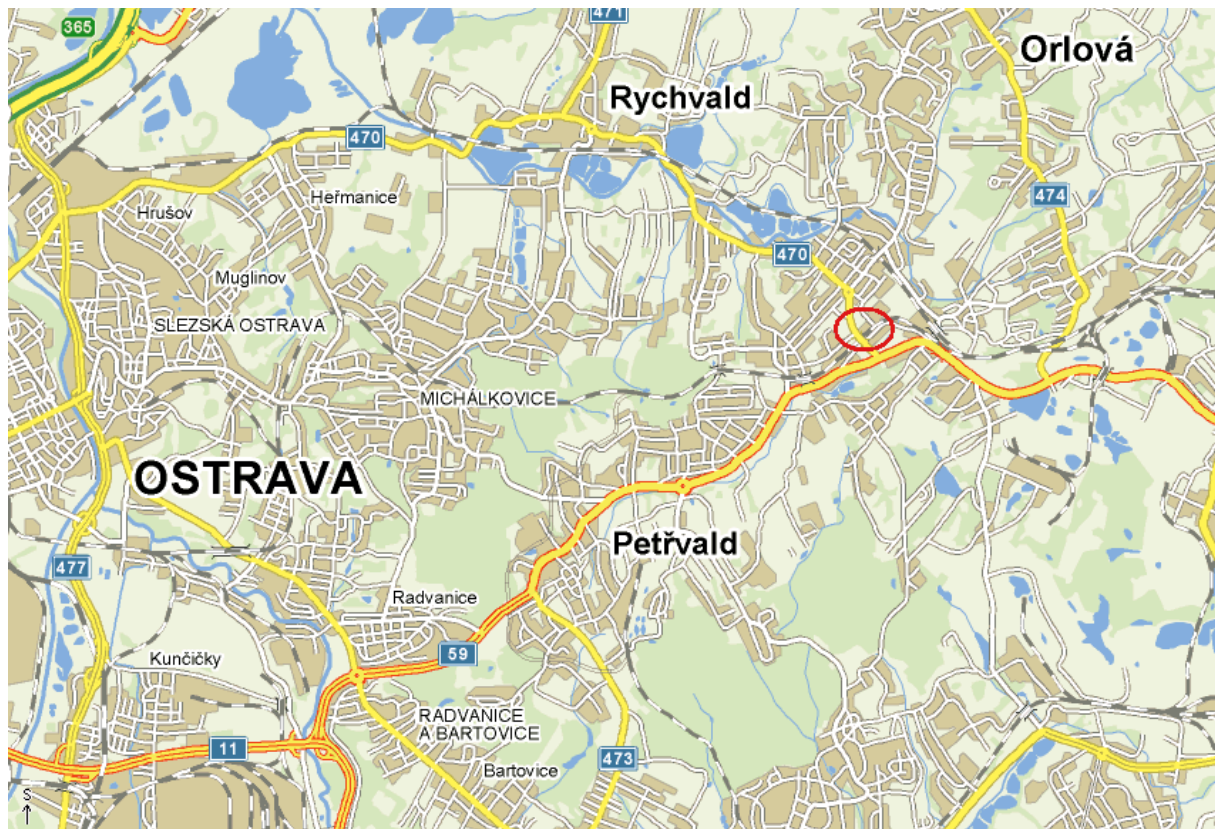 365
471
Orlová
Rychvald
470
Heřmanice
474
Hrušov
470
Muglinov
SLEZSKÁ OSTRAVA
MICHÁLKOVICE
OSTRAVA
Petřvald
477
Radvanice
59
Kunčičky
RADVANICE
A BARTOVICE
11
473
Bartovice
S